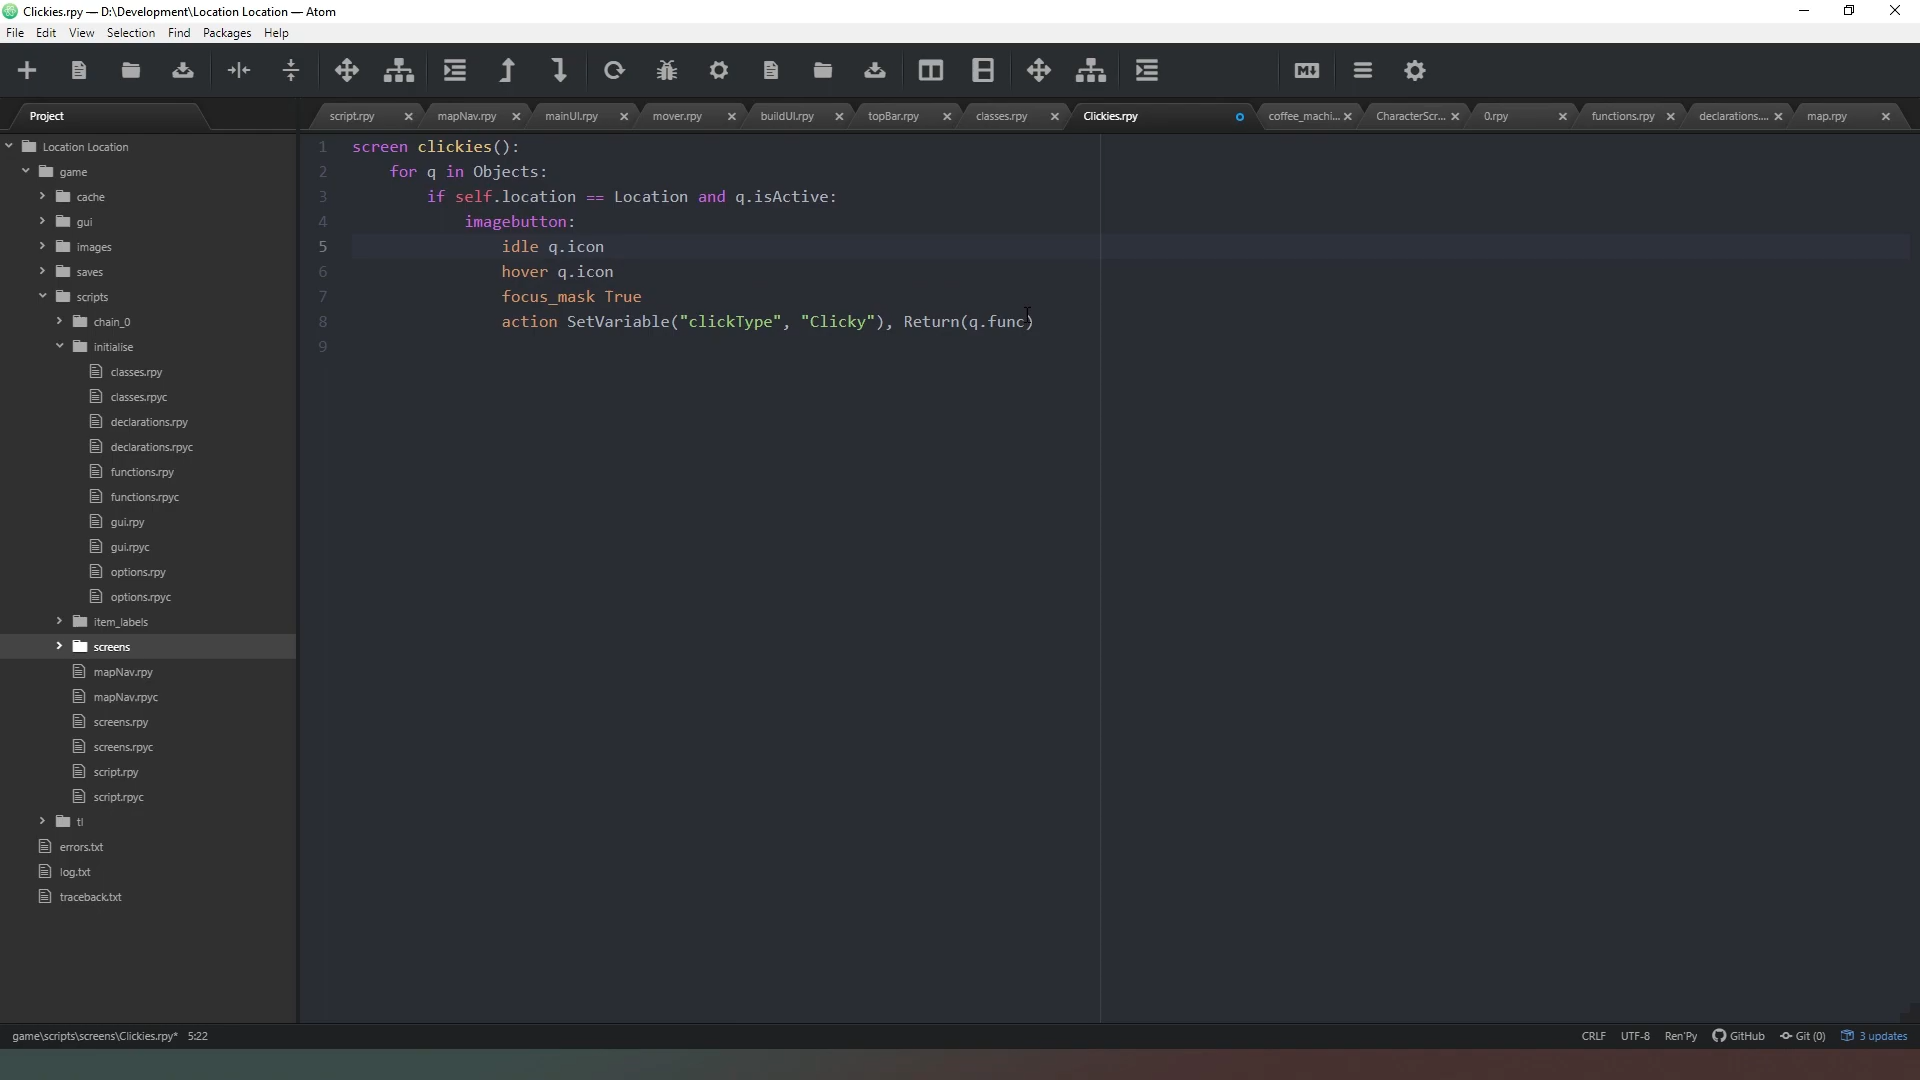 Clickies.rpy — D:\Development\Location Location — Atom
File Edit View Selection Find Packages Help
Project
script.rpy mapNav.rpy mainUI.rpy mover.rpy buildUI.rpy topBar.rpy classes.rpy Clickies.rpy coffee_machi... CharacterScr... 0.rpy functions.rpy declarations.... map.rpy
Location Location
game
cache
gui
images
saves
scripts
chain_0
initialise
classes.rpy
classes.rpyc
declarations.rpy
declarations.rpyc
functions.rpy
functions.rpyc
gui.rpy
gui.rpyc
options.rpy
options.rpyc
item_labels
screens
mapNav.rpy
mapNav.rpyc
screens.rpy
screens.rpyc
script.rpy
script.rpyc
tl
errors.txt
log.txt
traceback.txt
1 screen clickies():
2 for q in Objects:
3 if self.location == Location and q.isActive:
4 imagebutton:
5 idle q.icon
6 hover q.icon
7 focus_mask True
8 action SetVariable("clickType", "Clicky"), Return(q.func)
9
game\scripts\screens\Clickies.rpy* 5:22
CRLF UTF-8 Ren'Py GitHub Git (0) 3 updates